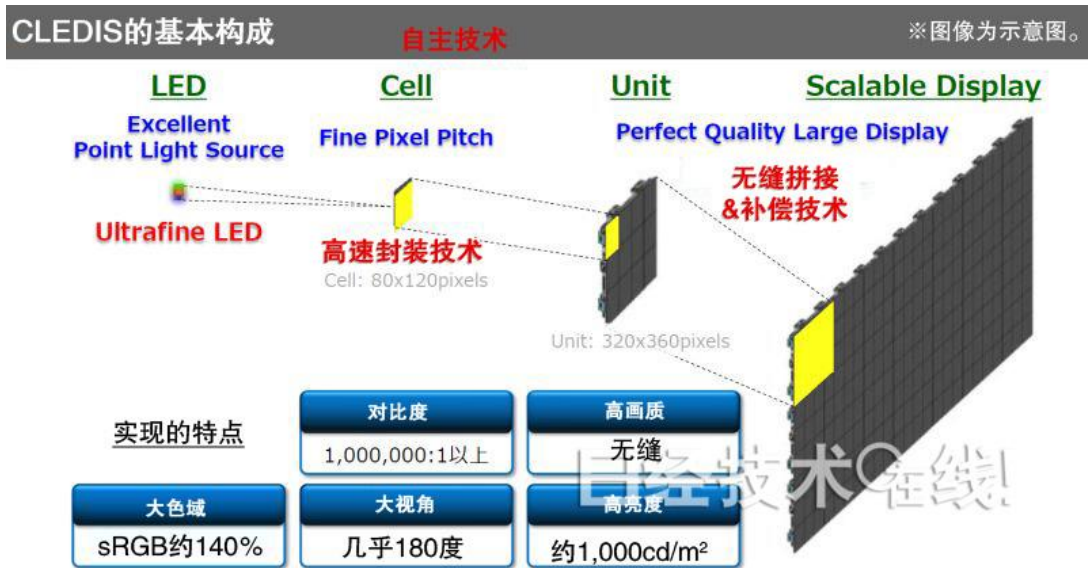 CLEDIS的基本构成
自主技术
※图像为示意图。
LED
Cell
Unit
Scalable Display
Excellent
Point Light Source
Fine Pixel Pitch
Perfect Quality Large Display
无缝拼接
&补偿技术
Ultrafine LED
高速封装技术
Cell: 80x120pixels
Unit: 320x360pixels
实现的特点
对比度
1,000,000:1以上
高画质
无缝
日经技术在线!
大色域
sRGB约140%
大视角
几乎180度
高亮度
约1,000cd/m²